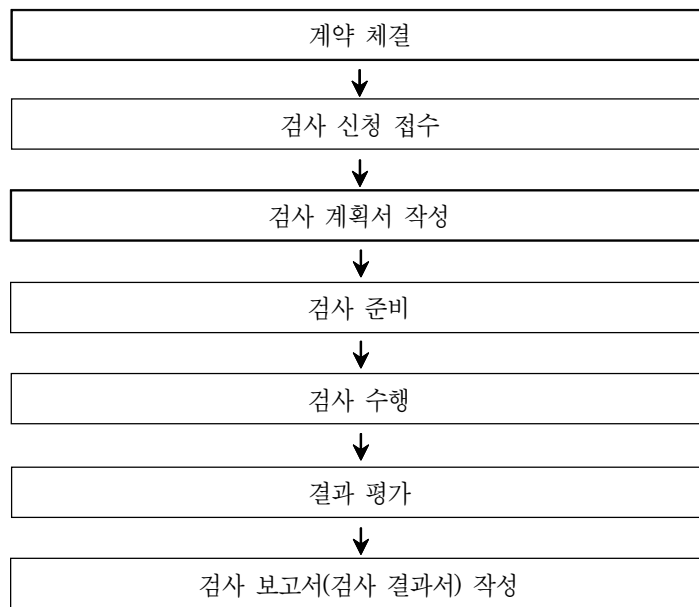 계약 체결
검사 신청 접수
검사 계획서 작성
검사 준비
검사 수행
결과 평가
검사 보고서(검사 결과서) 작성